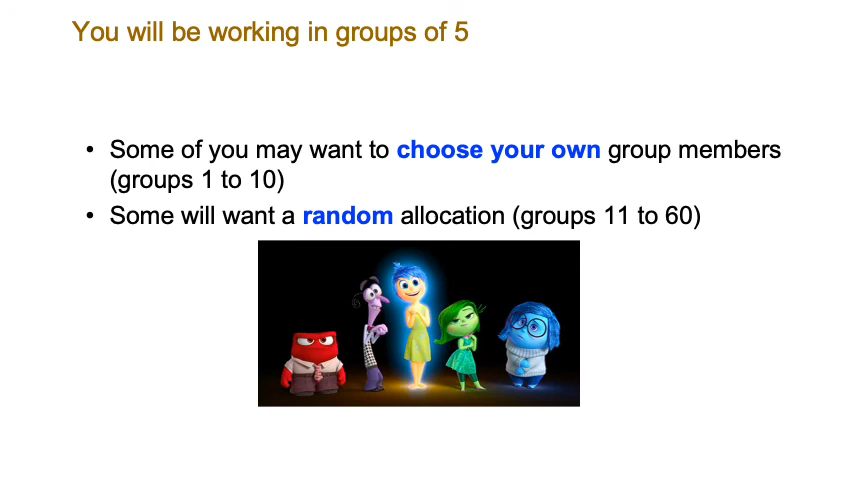 You will be working in groups of 5
• Some of you may want to choose your own group members
(groups 1 to 10)
• Some will want a random allocation (groups 11 to 60)